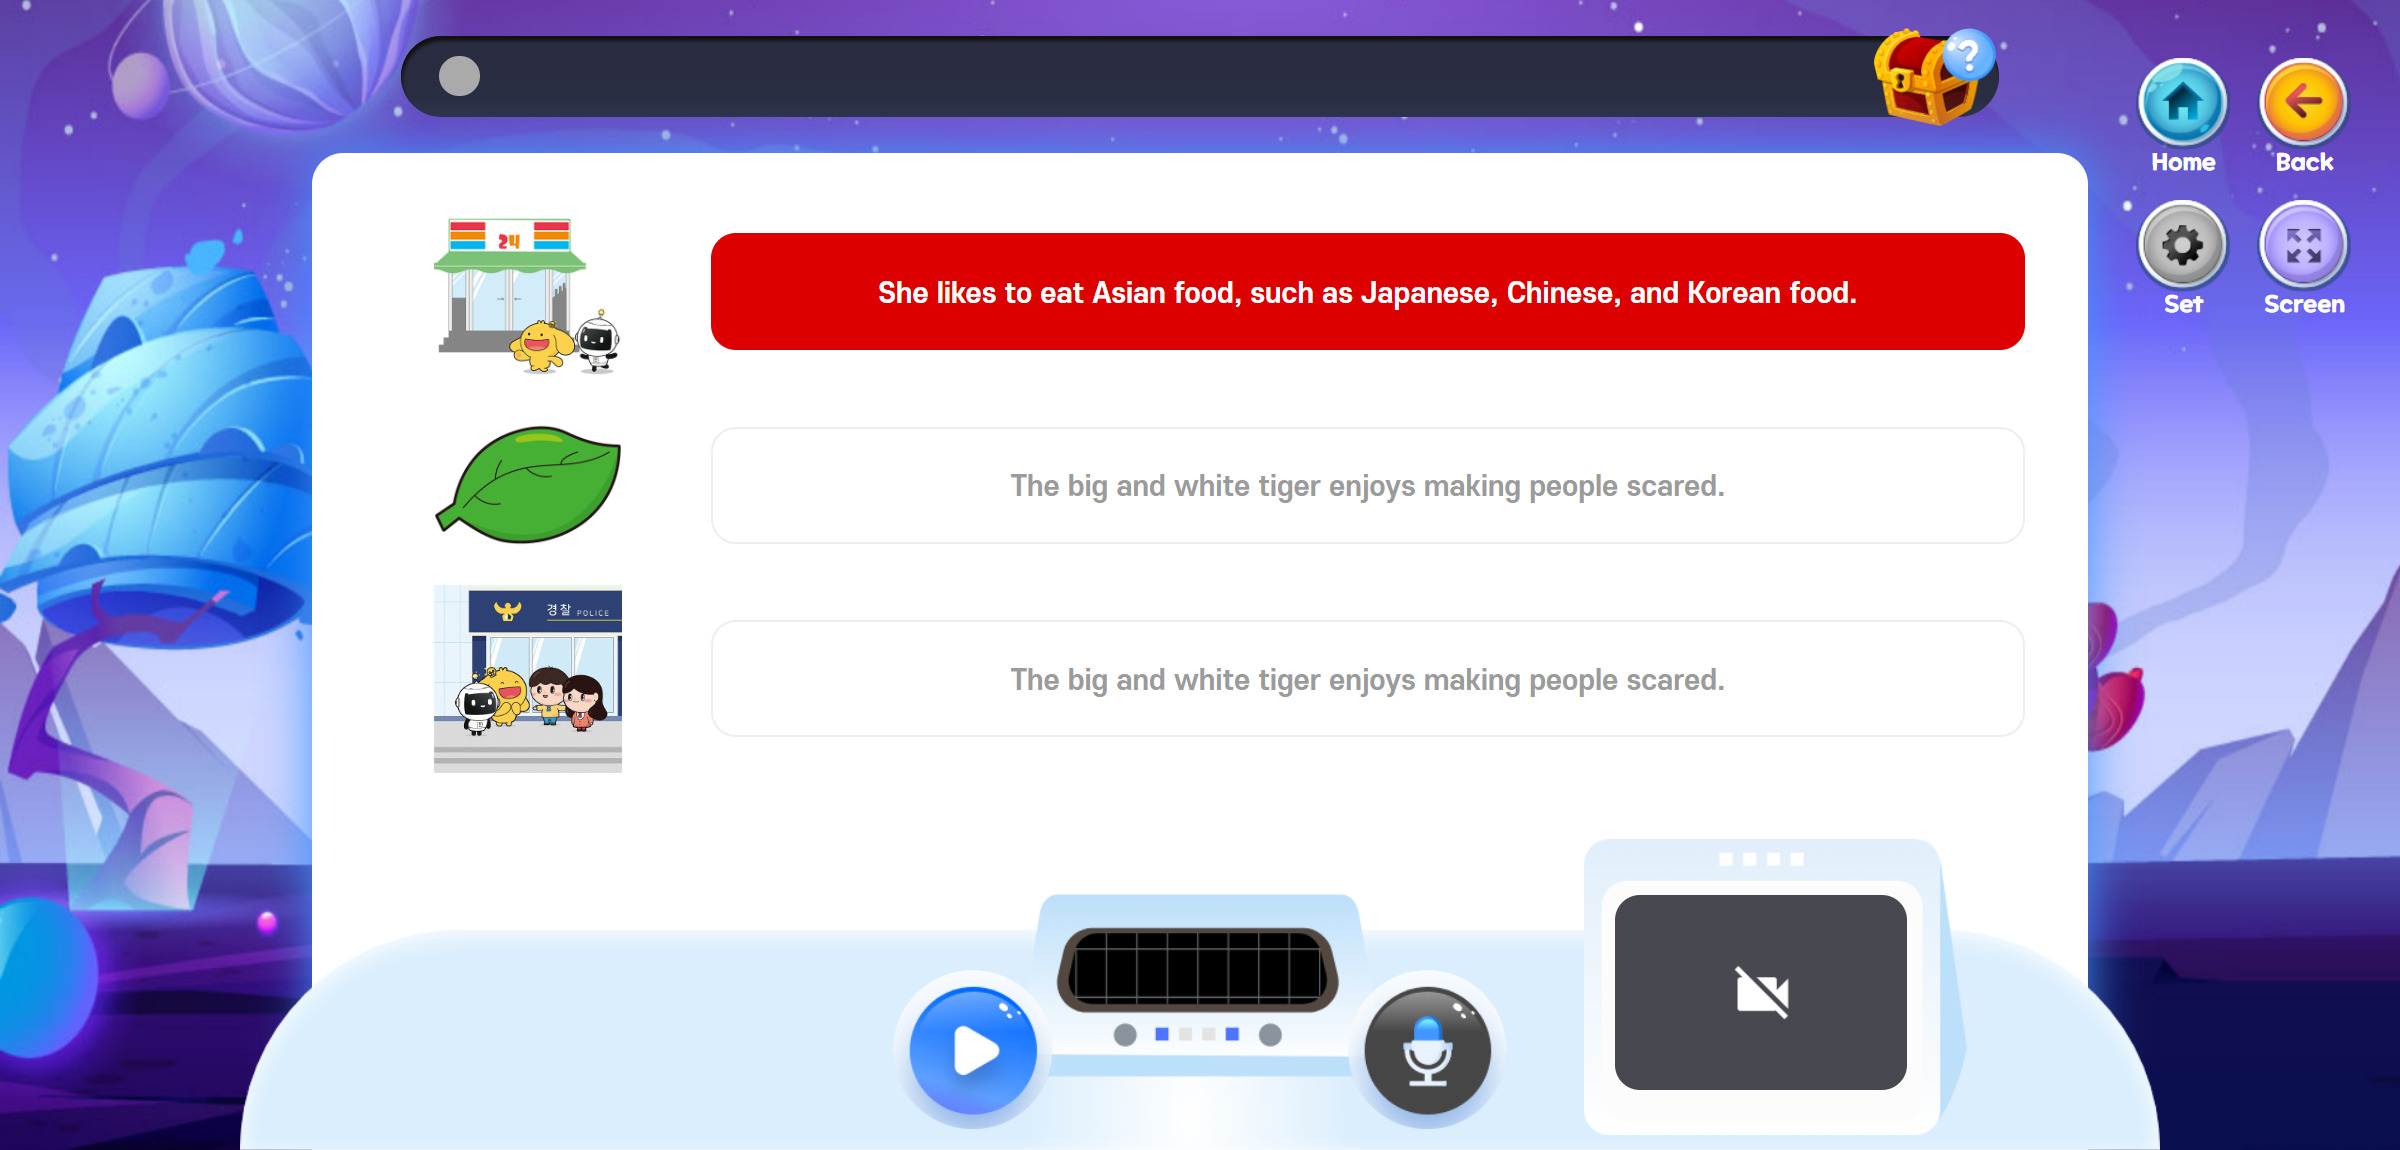 Home
Back
Set
Screen
24
She likes to eat Asian food, such as Japanese, Chinese, and Korean food.
The big and white tiger enjoys making people scared.
경찰 POLICE
The big and white tiger enjoys making people scared.